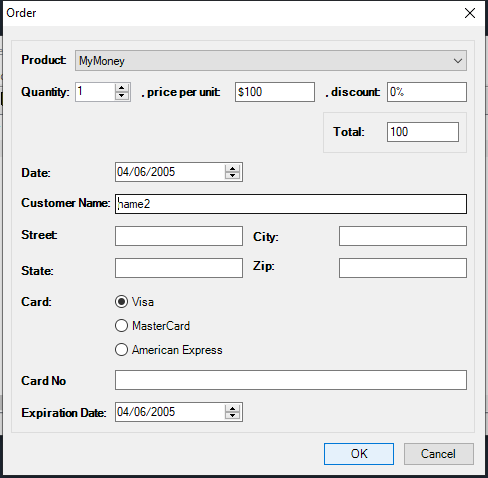 Order
Product: MyMoney
Quantity: 1 , price per unit: $100 , discount: 0%
Total: 100
Date: 04/06/2005
Customer Name: name2
Street: City:
State: Zip:
Card: Visa
MasterCard
American Express
Card No
Expiration Date: 04/06/2005
OK Cancel